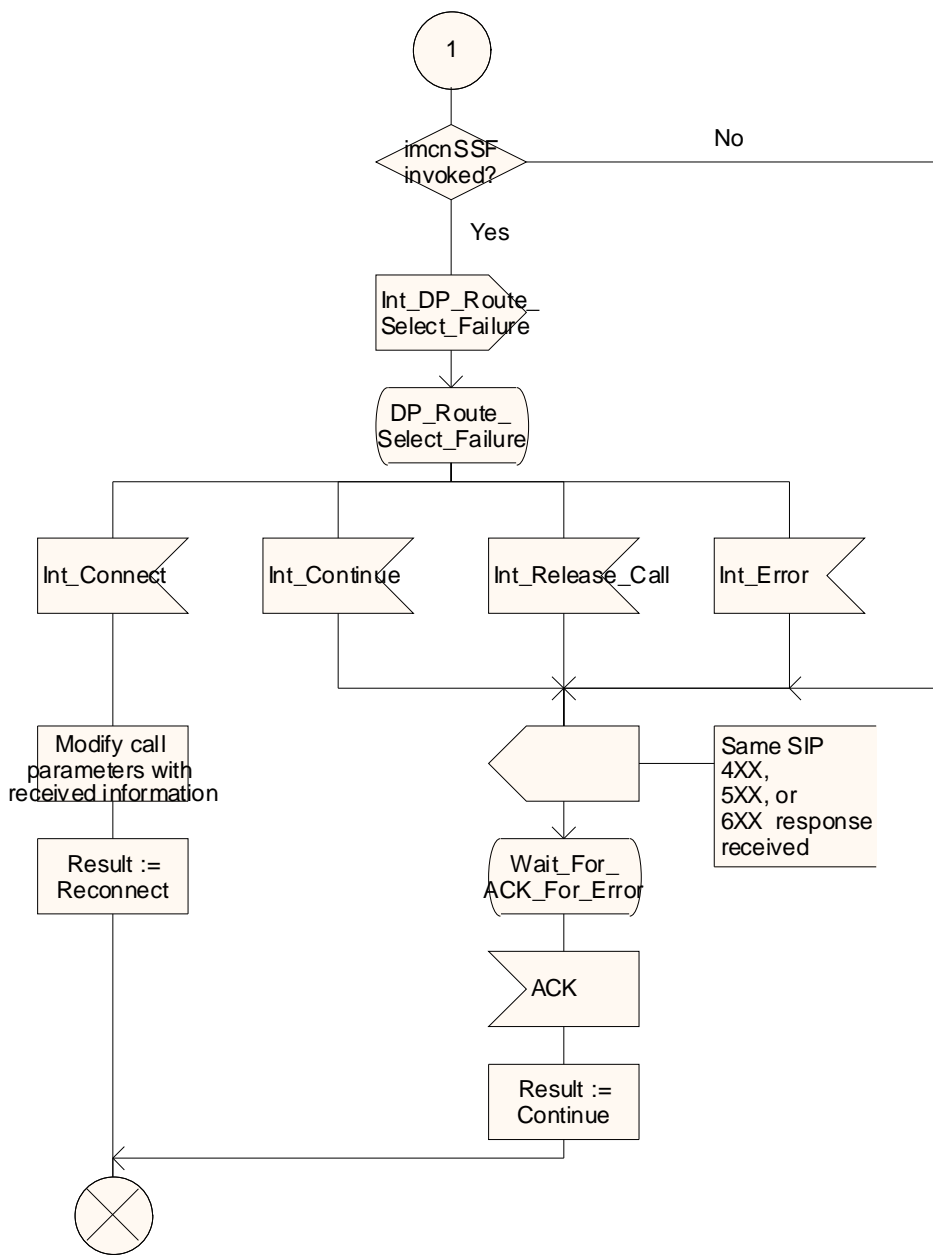 1
imcnSSF
invoked?
No
Yes
Int_DP_Route_
Select_Failure
DP_Route_
Select_Failure
Int_Connect
Int_Continue
Int_Release_Call
Int_Error
Modify call
parameters with
received information
Same SIP
4XX,
5XX, or
6XX response
received
Result :=
Reconnect
Wait_For_
ACK_For_Error
ACK
Result :=
Continue